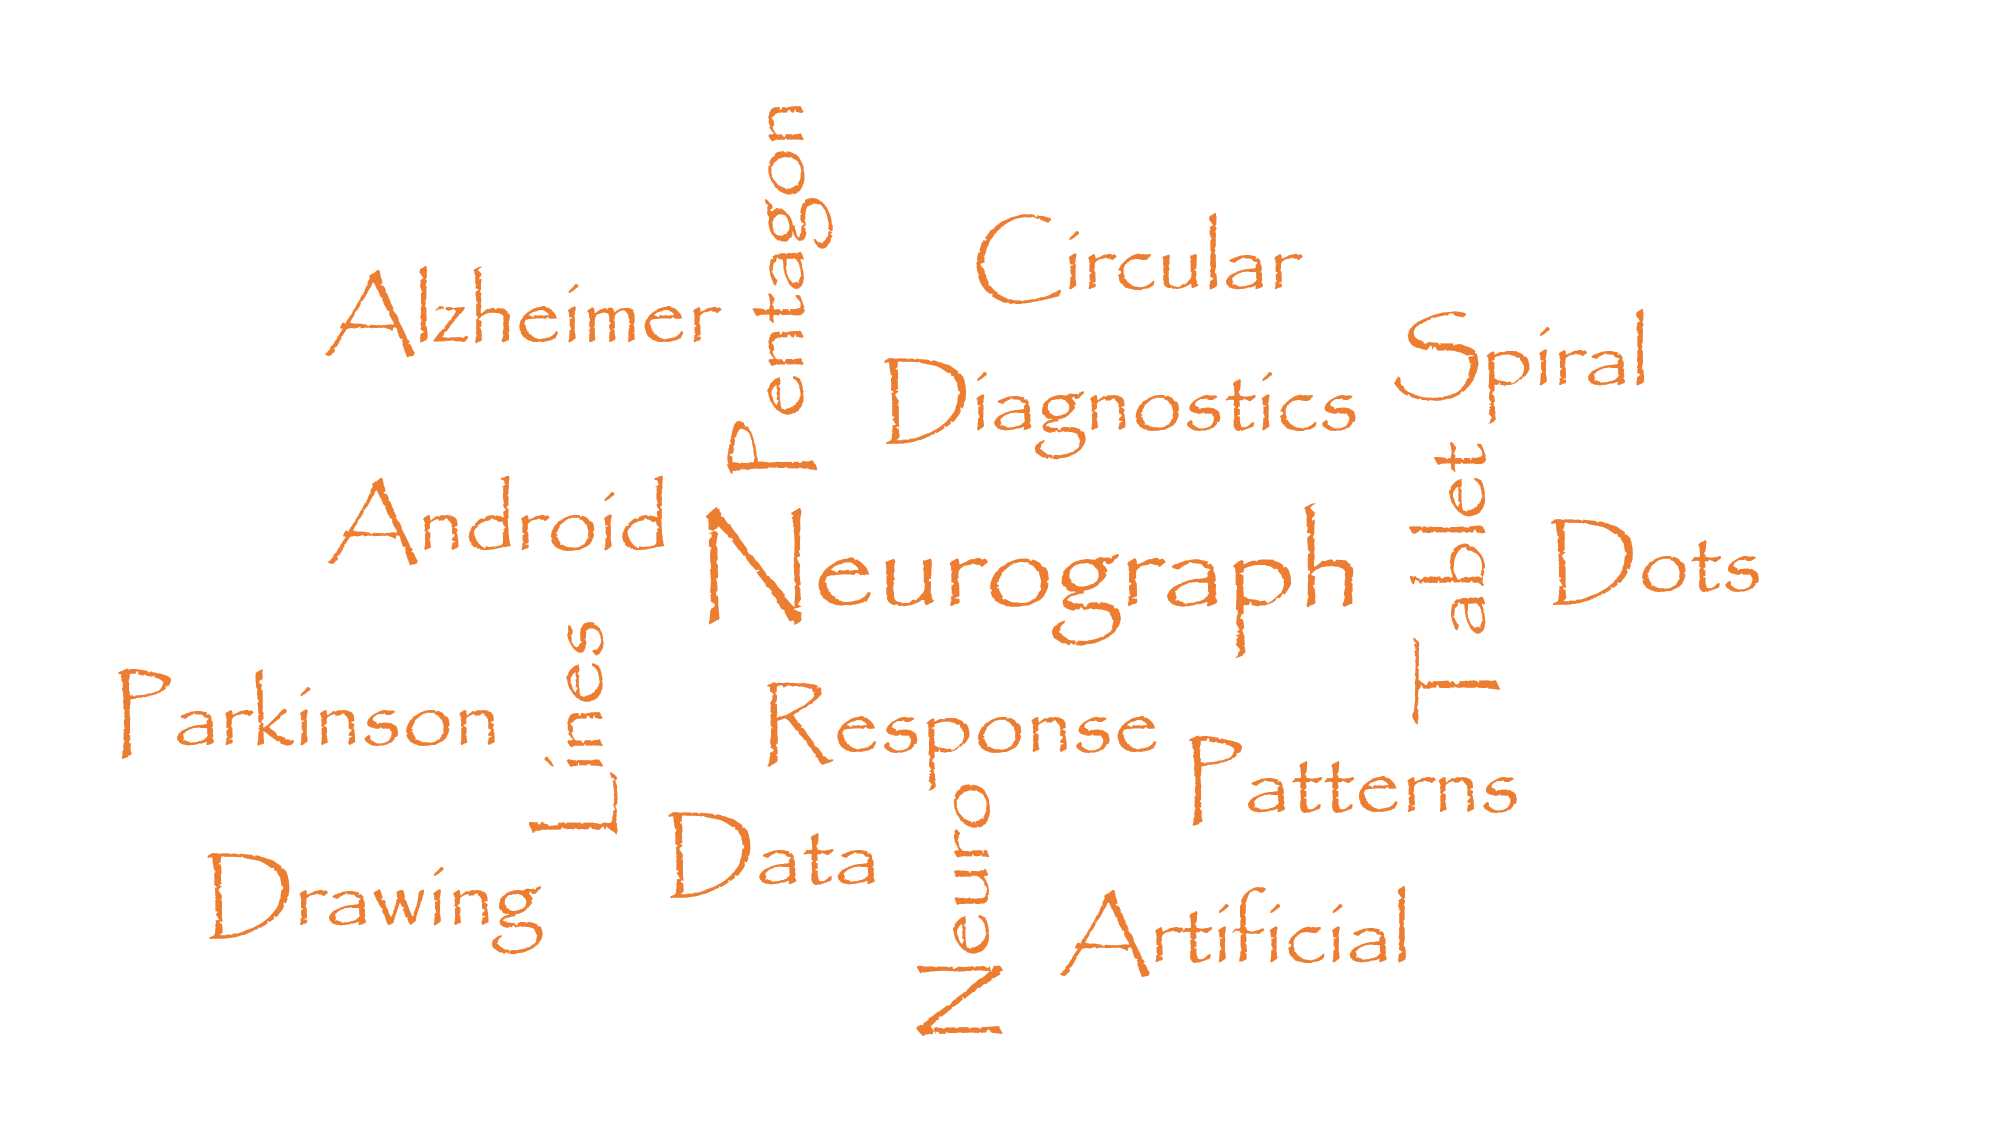 Pentagon
Circular
Alzheimer
Spiral
Diagnostics
Android
Neurograph
Tablet
Dots
Lines
Parkinson
Response
Patterns
Data
Neuro
Drawing
Artificial